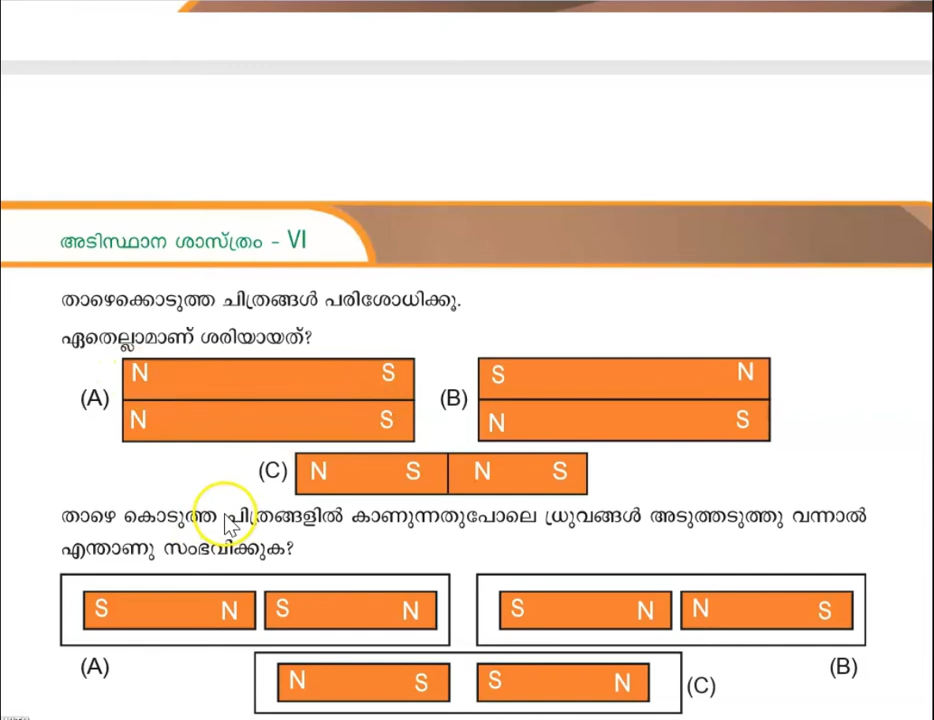 അടിസ്ഥാന ശാസ്ത്രം - VI
താഴെക്കൊടുത്ത ചിത്രങ്ങൾ പരിശോധിക്കൂ.
ഏതെല്ലാമാണ് ശരിയായത്?
N S S N
(A) (B)
N S N S
(C) N S N S
താഴെ കൊടുത്ത ചിത്രങ്ങളിൽ കാണുന്നതുപോലെ ധ്രുവങ്ങൾ അടുത്തടുത്തു വന്നാൽ
എന്താണു സംഭവിക്കുക?
S N S N S N N S
(A) (B)
N S S N (C)